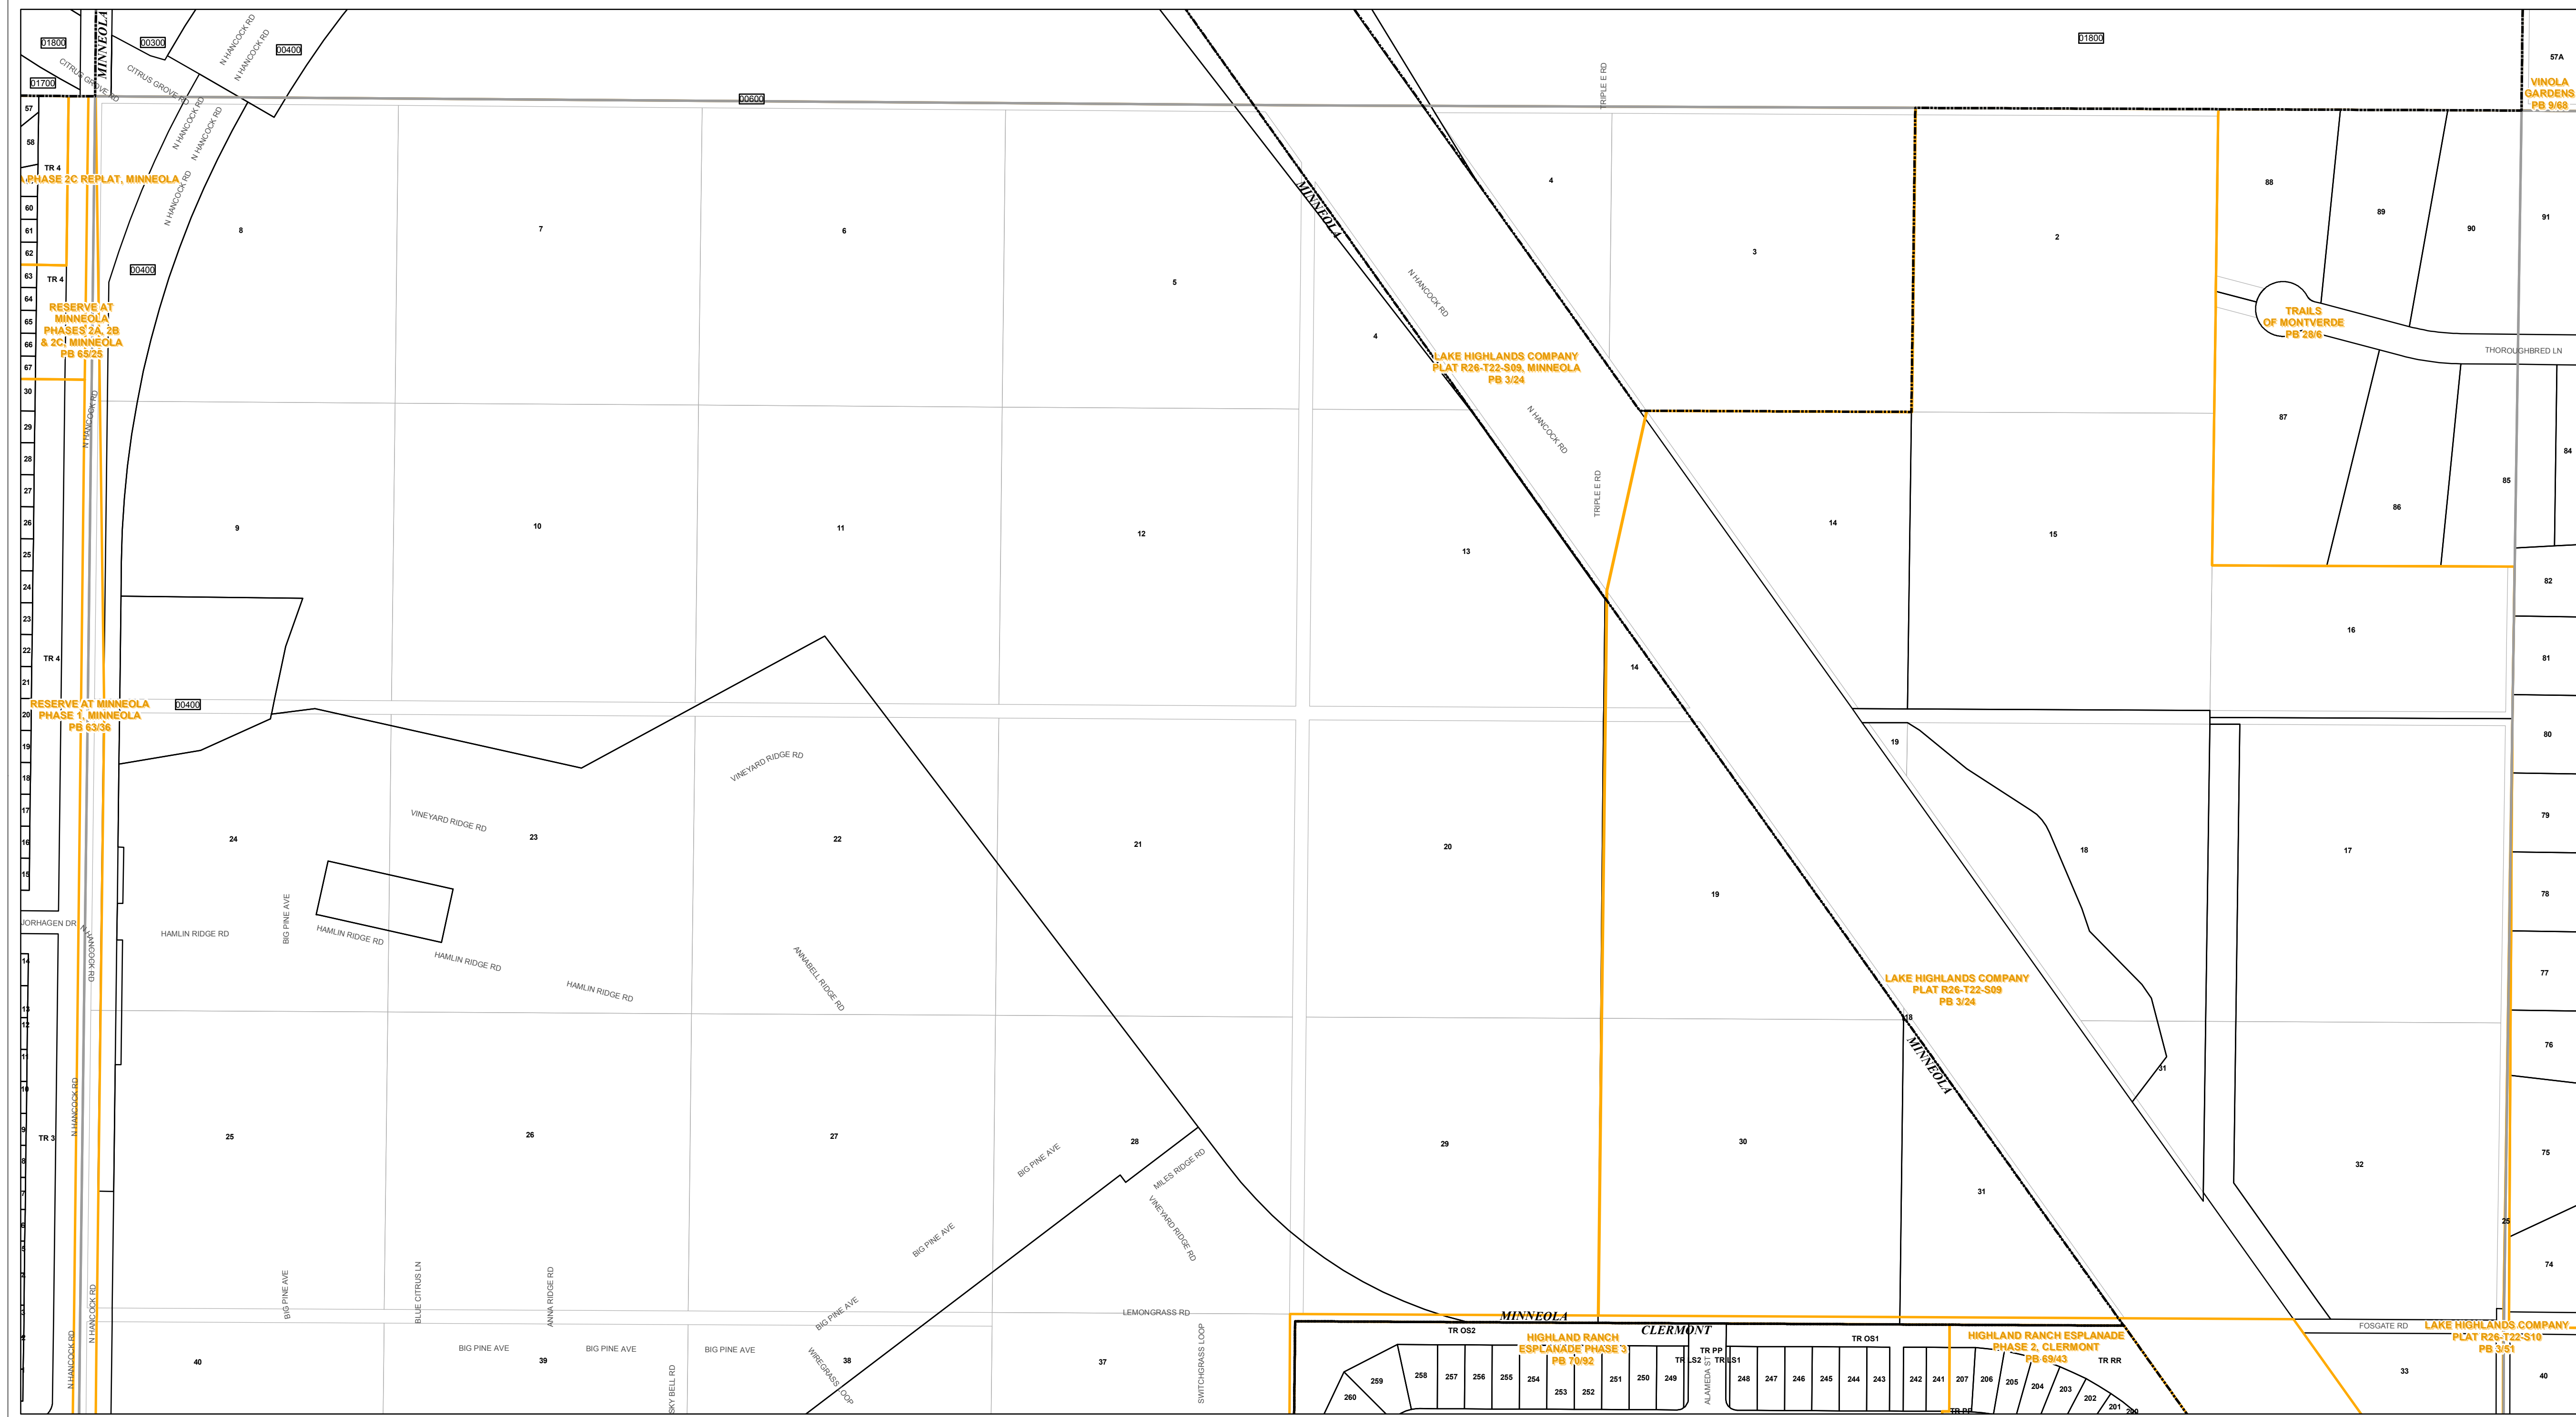 MINNEOLA
01800
00300
N HANCOCK RD
N HANCOCK RD
00400
01800
57A
CITRUS GROVE RD
CITRUS GROVE RD
01700
TRIPLE E RD
VINOLA
GARDENS
PB 9/68
00600
57
58
N HANCOCK RD
N HANCOCK RD
N HANCOCK RD
TR 4
PHASE 2C REPLAT, MINNEOLA
60
61
62
63
64
65
66
67
TR 4
00400
8
7
6
5
4
4
MINNEOLA
3
2
88
89
90
91
RESERVE AT
MINNEOLA
PHASES 2A, 2B
& 2C, MINNEOLA
PB 65/25
N HANCOCK RD
LAKE HIGHLANDS COMPANY
PLAT R26-T22-S09, MINNEOLA
PB 3/24
TRAILS
OF MONTVERDE
PB 28/6
THOROUGHBRED LN
30
29
28
27
26
25
24
23
22
21
20
19
18
17
16
15
N HANCOCK RD
N HANCOCK RD
TRIPLE E RD
87
86
85
84
82
81
80
79
78
77
76
75
74
9
10
11
12
13
14
14
15
16
TR 4
00400
RESERVE AT MINNEOLA
PHASE 1, MINNEOLA
PB 63/36
VINEYARD RIDGE RD
VINEYARD RIDGE RD
24
23
22
21
20
19
19
18
17
JORHAGEN DR
N HANCOCK RD
HAMLIN RIDGE RD
BIG PINE AVE
HAMLIN RIDGE RD
HAMLIN RIDGE RD
HAMLIN RIDGE RD
ANNABELL RIDGE RD
LAKE HIGHLANDS COMPANY
PLAT R26-T22-S09
PB 3/24
18
MINNEOLA
31
14
13
12
11
10
9
8
7
6
5
TR 3
N HANCOCK RD
25
26
27
28
29
30
31
32
25
BIG PINE AVE
MILES RIDGE RD
VINEYARD RIDGE RD
BIG PINE AVE
BIG PINE AVE
BIG PINE AVE
BLUE CITRUS LN
ANNA RIDGE RD
N HANCOCK RD
N HANCOCK RD
LEMONGRASS RD
MINNEOLA
CLERMONT
FOSGATE RD
LAKE HIGHLANDS COMPANY
PLAT R26-T22-S10
PB 3/51
TR OS2
HIGHLAND RANCH
ESPLANADE PHASE 3
PB 70/92
TR PP
TR LS2
TR LS1
TR OS1
HIGHLAND RANCH ESPLANADE
PHASE 2, CLERMONT
PB 69/43
TR RR
BIG PINE AVE
BIG PINE AVE
BIG PINE AVE
40
39
38
37
33
40
SKY BELL RD
WIREGRASS LOOP
SWITCHGRASS LOOP
ALAMEDA ST
260
259
258
257
256
255
254
253
252
251
250
249
248
247
246
245
244
243
242
241
207
206
205
204
203
202
201
200
TR PP